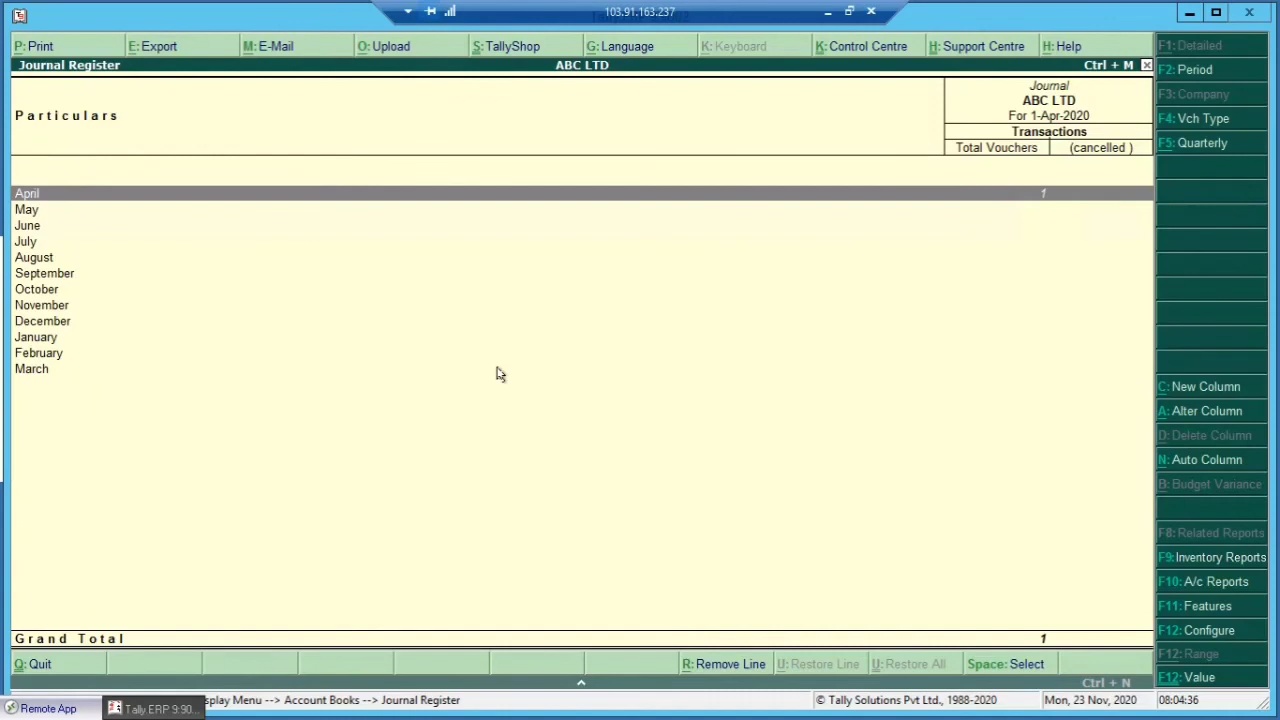 103.91.163.237
P: Print E: Export M: E-Mail O: Upload S: TallyShop G: Language K: Keyboard K: Control Centre H: Support Centre H: Help
Journal Register ABC LTD Ctrl + M
Particulars
Journal
ABC LTD
For 1-Apr-2020
Transactions
Total Vouchers (cancelled )
April 1
May
June
July
August
September
October
November
December
January
February
March
Grand Total 1
F1: Detailed
F2: Period
F3: Company
F4: Vch Type
F5: Quarterly
C: New Column
A: Alter Column
D: Delete Column
N: Auto Column
B: Budget Variance
F8: Related Reports
F9: Inventory Reports
F10: A/c Reports
F11: Features
F12: Configure
F12: Range
F12: Value
Q: Quit R: Remove Line U: Restore Line U: Restore All Space: Select
Ctrl + N
splay Menu --> Account Books --> Journal Register © Tally Solutions Pvt Ltd., 1988-2020 Mon, 23 Nov, 2020 08:04:36
Remote App Tally.ERP 9:90...